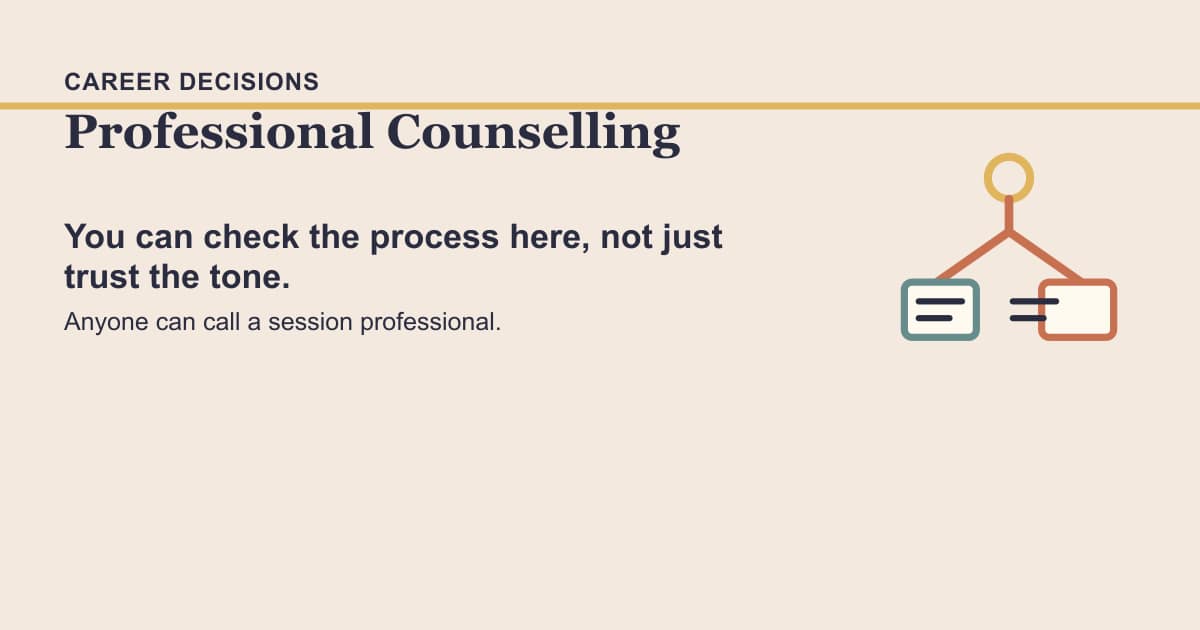 CAREER DECISIONS
Professional Counselling
You can check the process here, not just
trust the tone.
Anyone can call a session professional.